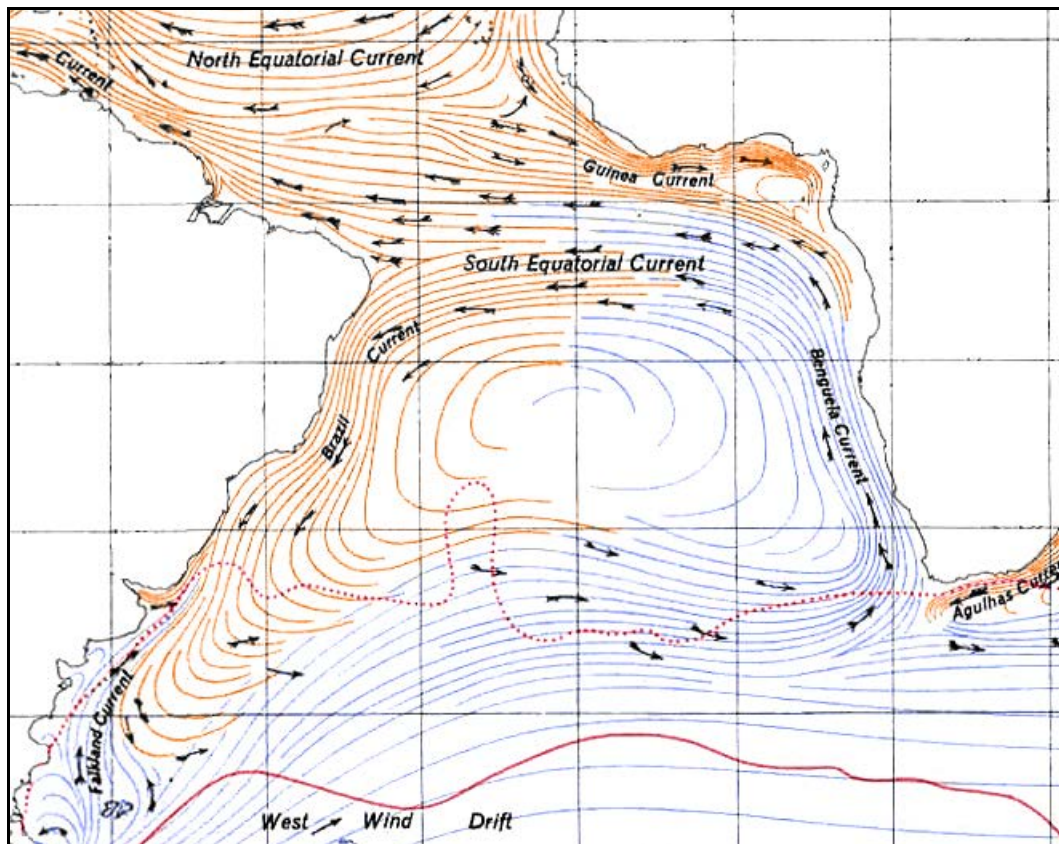 North Equatorial Current
Current
Guinea Current
South Equatorial Current
Brazil Current
Benguela Current
Agulhas Current
Falkland Current
West Wind Drift